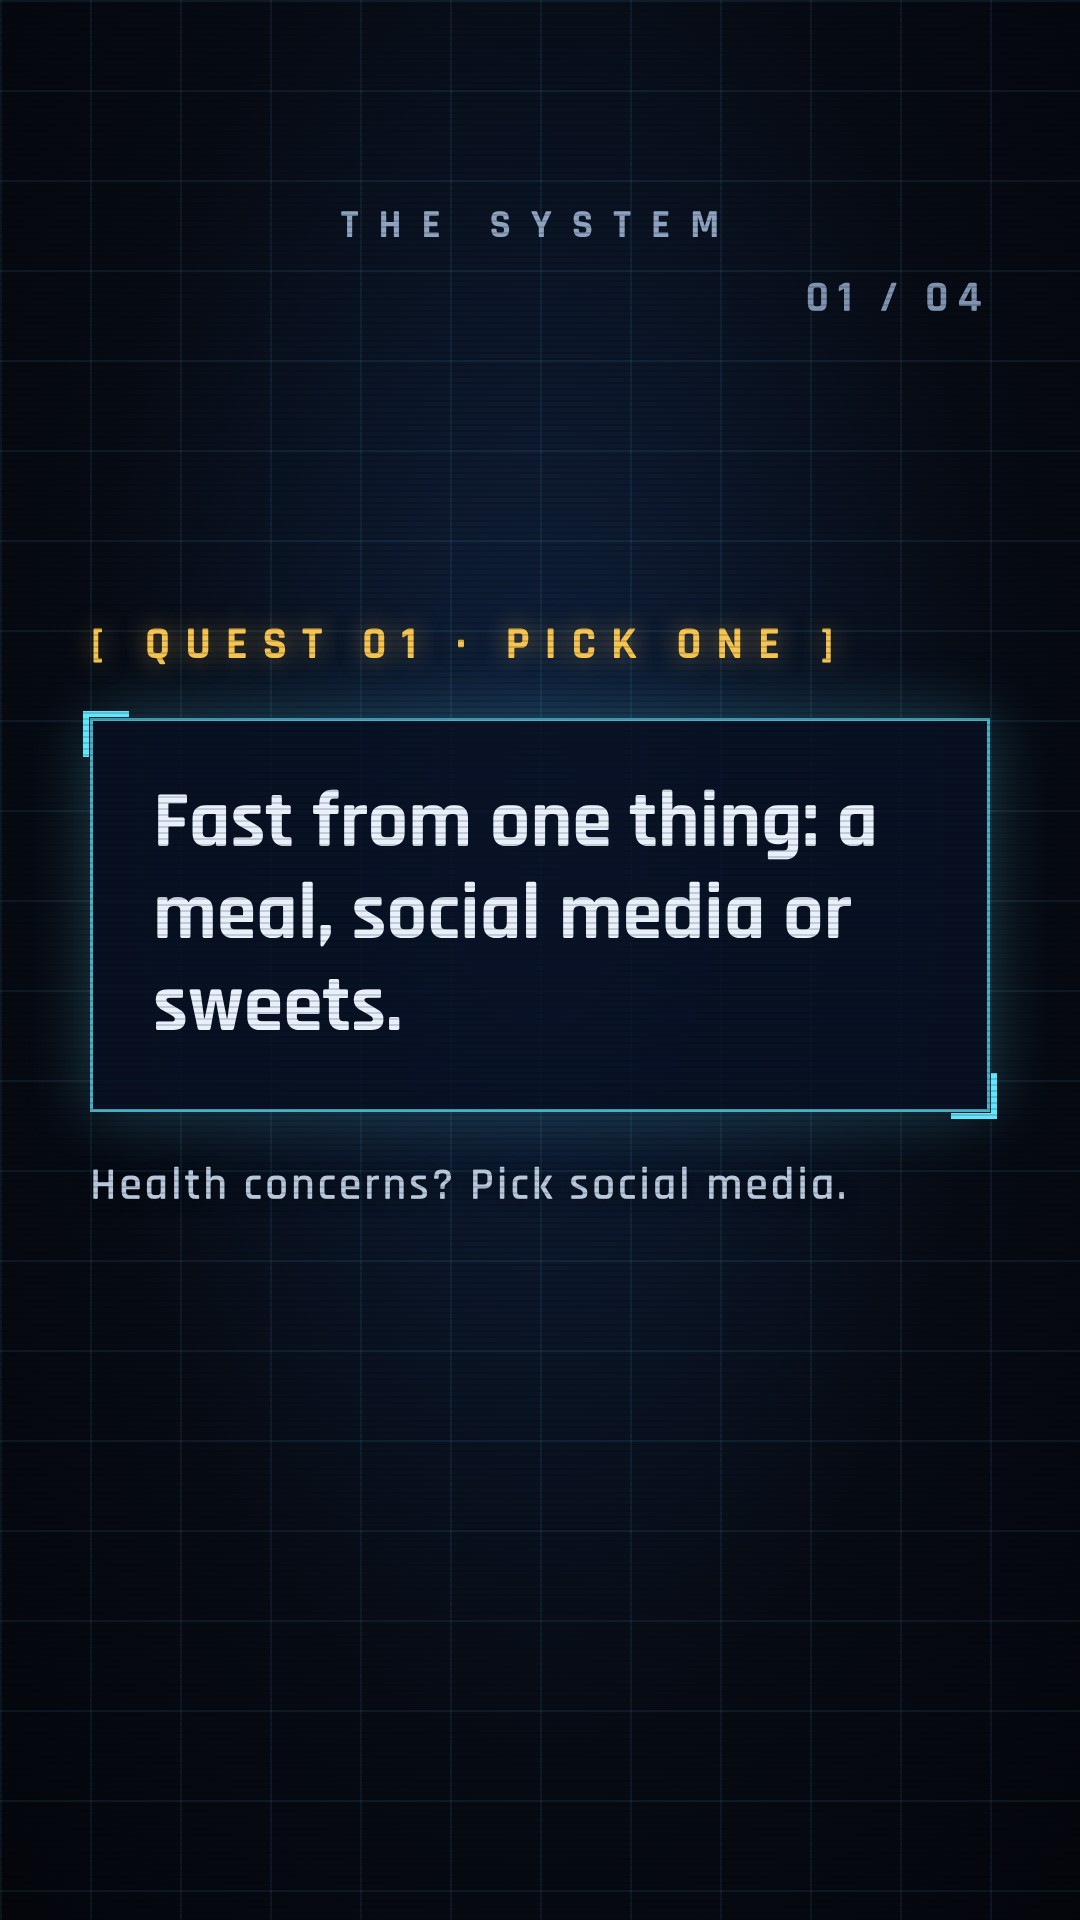 THE SYSTEM
01 / 04
[ QUEST 01 · PICK ONE ]
Fast from one thing: a
meal, social media or
sweets.
Health concerns? Pick social media.